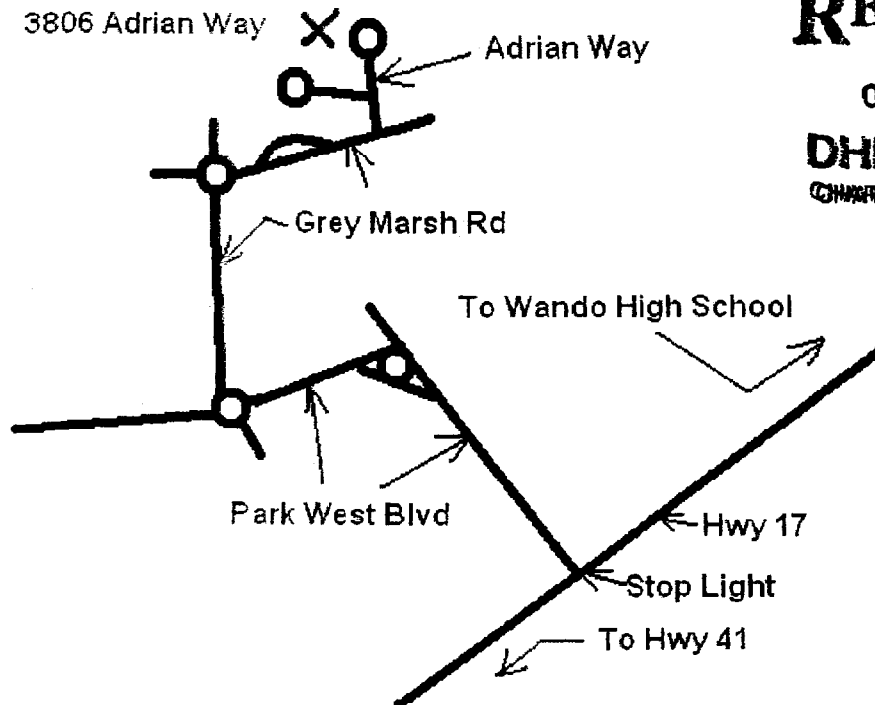 3806 Adrian Way
Adrian Way
Grey Marsh Rd
To Wando High School
Park West Blvd
Hwy 17
Stop Light
To Hwy 41